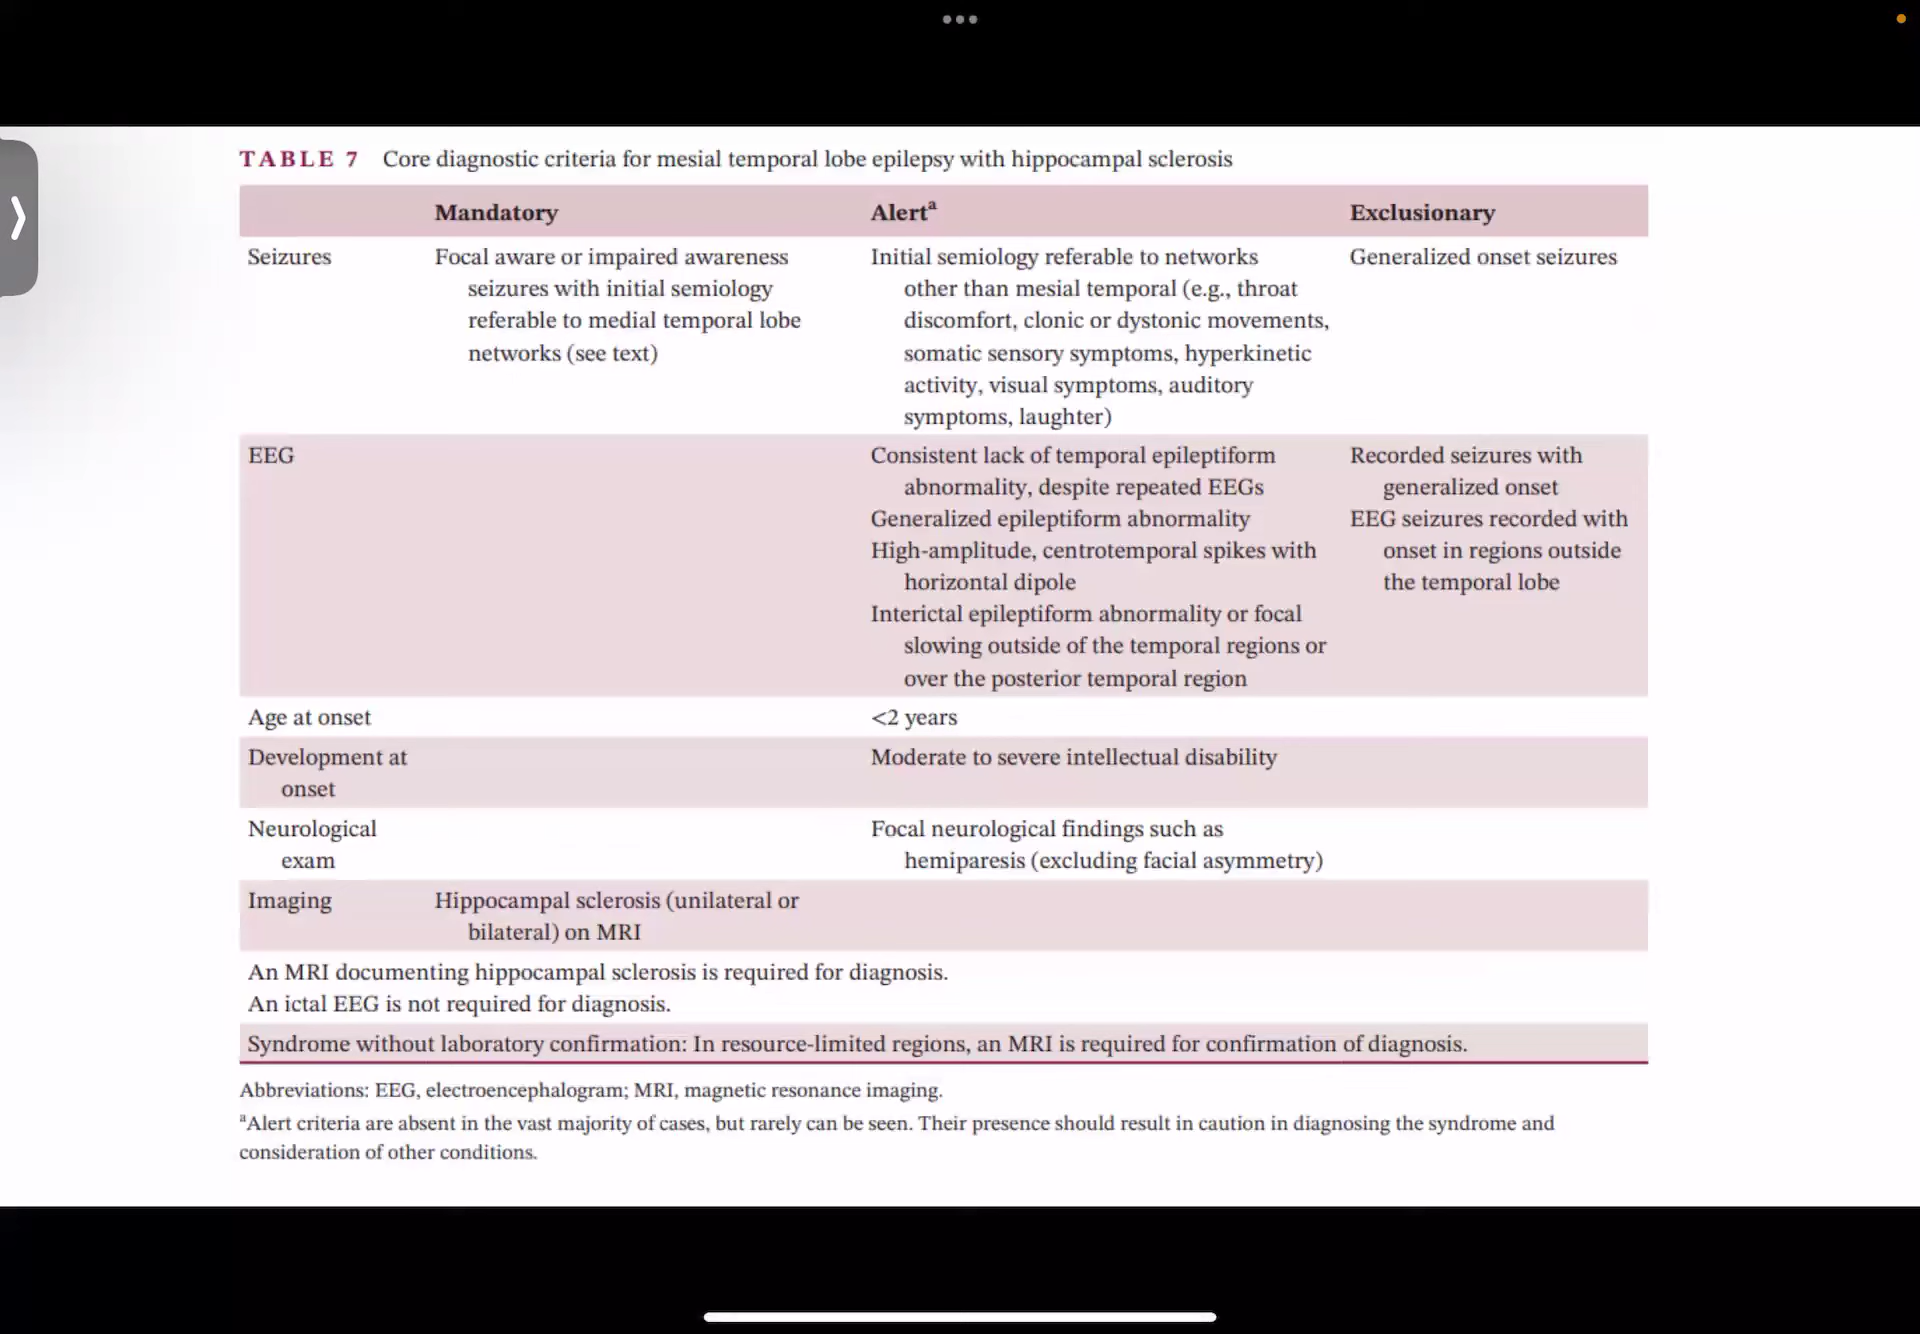 TABLE 7 Core diagnostic criteria for mesial temporal lobe epilepsy with hippocampal sclerosis
Mandatory Alertᵃ Exclusionary
Seizures Focal aware or impaired awareness Initial semiology referable to networks Generalized onset seizures
seizures with initial semiology other than mesial temporal (e.g., throat
referable to medial temporal lobe discomfort, clonic or dystonic movements,
networks (see text) somatic sensory symptoms, hyperkinetic
activity, visual symptoms, auditory
symptoms, laughter)
EEG Consistent lack of temporal epileptiform Recorded seizures with
abnormality, despite repeated EEGs generalized onset
Generalized epileptiform abnormality EEG seizures recorded with
High-amplitude, centrotemporal spikes with onset in regions outside
horizontal dipole the temporal lobe
Interictal epileptiform abnormality or focal
slowing outside of the temporal regions or
over the posterior temporal region
Age at onset <2 years
Development at Moderate to severe intellectual disability
onset
Neurological Focal neurological findings such as
exam hemiparesis (excluding facial asymmetry)
Imaging Hippocampal sclerosis (unilateral or
bilateral) on MRI
An MRI documenting hippocampal sclerosis is required for diagnosis.
An ictal EEG is not required for diagnosis.
Syndrome without laboratory confirmation: In resource-limited regions, an MRI is required for confirmation of diagnosis.
Abbreviations: EEG, electroencephalogram; MRI, magnetic resonance imaging.
ᵃAlert criteria are absent in the vast majority of cases, but rarely can be seen. Their presence should result in caution in diagnosing the syndrome and
consideration of other conditions.